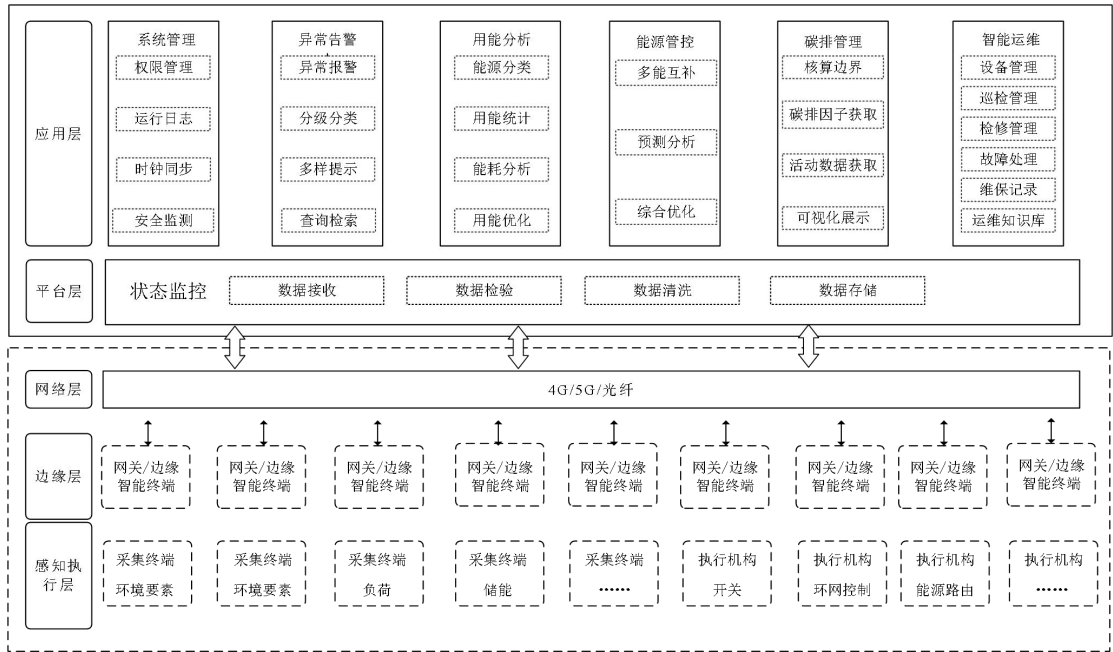 应用层
系统管理
权限管理
运行日志
时钟同步
安全监测
异常告警
异常报警
分级分类
多样提示
查询检索
用能分析
能源分类
用能统计
能耗分析
用能优化
能源管控
多能互补
预测分析
综合优化
碳排管理
核算边界
碳排因子获取
活动数据获取
可视化展示
智能运维
设备管理
巡检管理
检修管理
故障处理
维保记录
运维知识库
平台层
状态监控
数据接收
数据检验
数据清洗
数据存储
网络层
4G/5G/光纤
边缘层
网关/边缘
智能终端
网关/边缘
智能终端
网关/边缘
智能终端
网关/边缘
智能终端
网关/边缘
智能终端
网关/边缘
智能终端
网关/边缘
智能终端
网关/边缘
智能终端
网关/边缘
智能终端
感知执
行层
采集终端
环境要素
采集终端
环境要素
采集终端
负荷
采集终端
储能
采集终端
……
执行机构
开关
执行机构
环网控制
执行机构
能源路由
执行机构
……